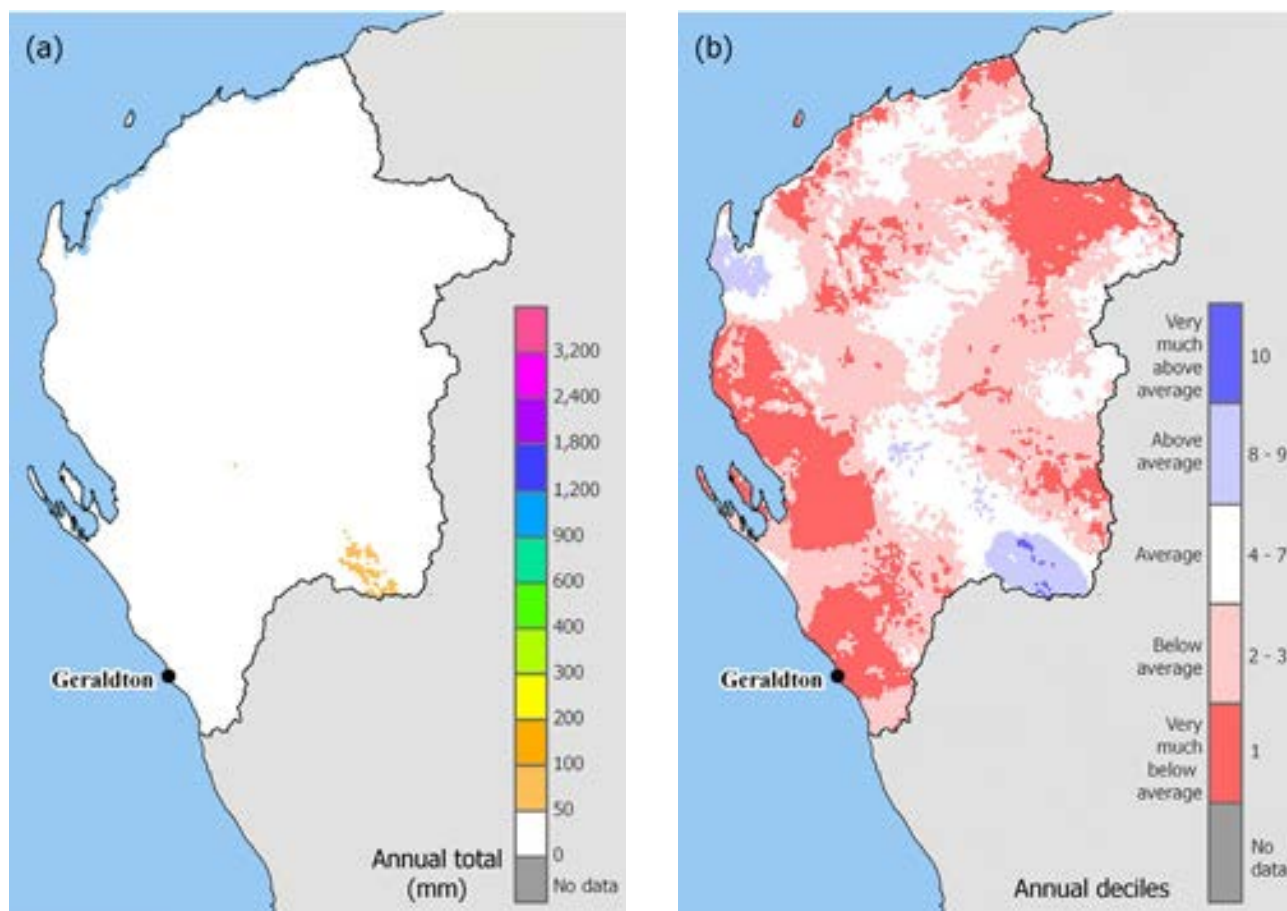 (a)
3,200
2,400
1,800
1,200
900
600
400
300
200
100
50
0
No data
Geraldton
Annual total
(mm)
(b)
Very
much
above
average
10
Above
average
8 - 9
Average
4 - 7
Below
average
2 - 3
Very
much
below
average
1
No
data
Geraldton
Annual deciles